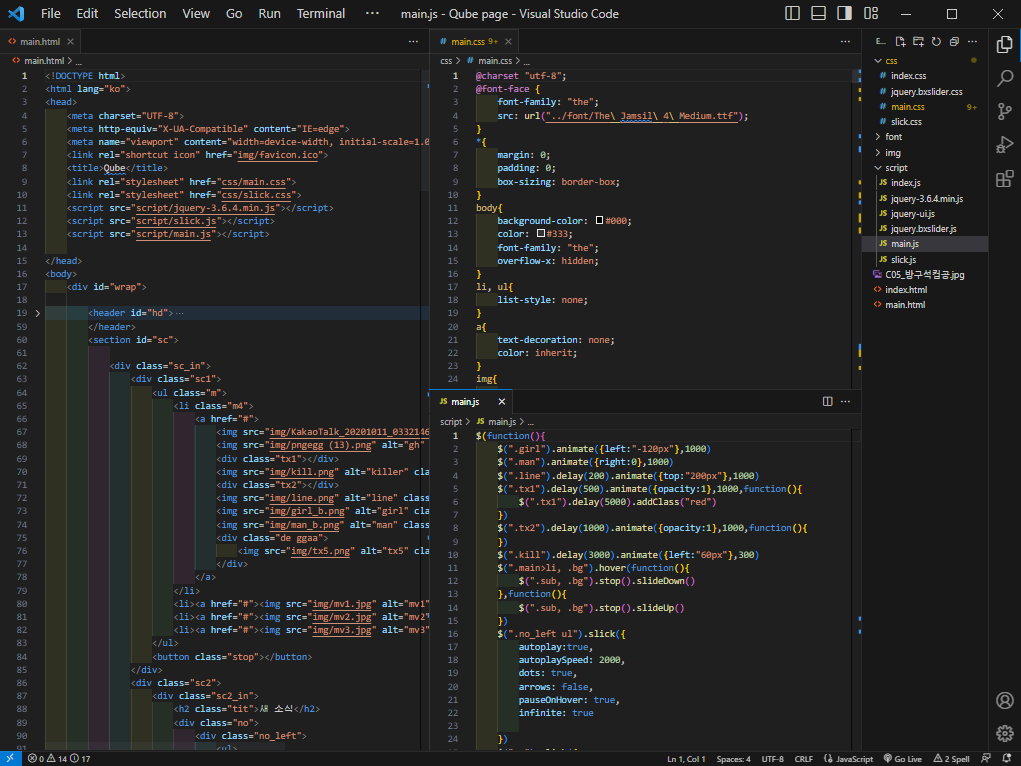 File Edit Selection View Go Run Terminal ··· main.js - Qube page - Visual Studio Code
main.html
main.html > ...
1 <!DOCTYPE html>
2 <html lang="ko">
3 <head>
4 <meta charset="UTF-8">
5 <meta http-equiv="X-UA-Compatible" content="IE=edge">
6 <meta name="viewport" content="width=device-width, initial-scale=1.0
7 <link rel="shortcut icon" href="img/favicon.ico">
8 <title>Qube</title>
9 <link rel="stylesheet" href="css/main.css">
10 <link rel="stylesheet" href="css/slick.css">
11 <script src="script/jquery-3.6.4.min.js"></script>
12 <script src="script/slick.js"></script>
13 <script src="script/main.js"></script>
14
15 </head>
16 <body>
17 <div id="wrap">
18
19 <header id="hd">···
59 </header>
60 <section id="sc">
61
62 <div class="sc_in">
63 <div class="sc1">
64 <ul class="m">
65 <li class="m4">
66 <a href="#">
67 <img src="img/KakaoTalk_20201011_0332146
68 <img src="img/pngegg (13).png" alt="gh"
69 <div class="tx1"></div>
70 <img src="img/kill.png" alt="killer" clas
71 <div class="tx2"></div>
72 <img src="img/line.png" alt="line" class
73 <img src="img/girl_b.png" alt="girl" clas
74 <img src="img/man_b.png" alt="man" class
75 <div class="de ggaa">
76 <img src="img/tx5.png" alt="tx5" clas
77 </div>
78 </a>
79 </li>
80 <li><a href="#"><img src="img/mv1.jpg" alt="mv1"
81 <li><a href="#"><img src="img/mv2.jpg" alt="mv2"
82 <li><a href="#"><img src="img/mv3.jpg" alt="mv3"
83 </ul>
84 <button class="stop"></button>
85 </div>
86 <div class="sc2">
87 <div class="sc2_in">
88 <h2 class="tit">새 소식</h2>
89 <div class="no">
90 <div class="no_left">
91 <ul>
main.css 9+
css > main.css > ...
1 @charset "utf-8";
2 @font-face {
3 font-family: "the";
4 src: url("../font/The\ Jamsil\ 4\ Medium.ttf");
5 }
6 *{
7 margin: 0;
8 padding: 0;
9 box-sizing: border-box;
10 }
11 body{
12 background-color: #000;
13 color: #333;
14 font-family: "the";
15 overflow-x: hidden;
16 }
17 li, ul{
18 list-style: none;
19 }
20 a{
21 text-decoration: none;
22 color: inherit;
23 }
24 img{
main.js
script > main.js > ...
1 $(function(){
2 $(".girl").animate({left:"-120px"},1000)
3 $(".man").animate({right:0},1000)
4 $(".line").delay(200).animate({top:"200px"},1000)
5 $(".tx1").delay(500).animate({opacity:1},1000,function(){
6 $(".tx1").delay(5000).addClass("red")
7 })
8 $(".tx2").delay(1000).animate({opacity:1},1000,function(){
9 })
10 $(".kill").delay(3000).animate({left:"60px"},300)
11 $(".main>li, .bg").hover(function(){
12 $(".sub, .bg").stop().slideDown()
13 },function(){
14 $(".sub, .bg").stop().slideUp()
15 })
16 $(".no_left ul").slick({
17 autoplay:true,
18 autoplaySpeed: 2000,
19 dots: true,
20 arrows: false,
21 pauseOnHover: true,
22 infinite: true
23
24 })
E...
css
index.css
jquery.bxslider.css
main.css 9+
slick.css
font
img
script
index.js
jquery-3.6.4.min.js
jquery-ui.js
jquery.bxslider.js
main.js
slick.js
C05_방구석컴공.jpg
index.html
main.html
0 14 17 Ln 1, Col 1 Spaces: 4 UTF-8 CRLF JavaScript Go Live 2 Spell